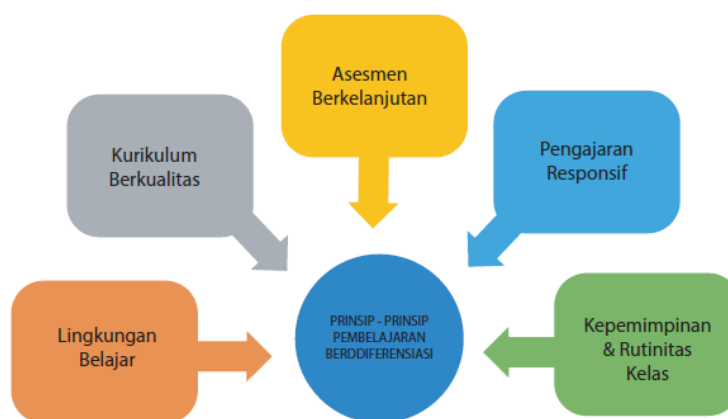 Asesmen
Berkelanjutan
Kurikulum
Berkualitas
Pengajaran
Responsif
Lingkungan
Belajar
PRINSIP - PRINSIP
PEMBELAJARAN
BERDDIFERENSIASI
Kepemimpinan
& Rutinitas
Kelas